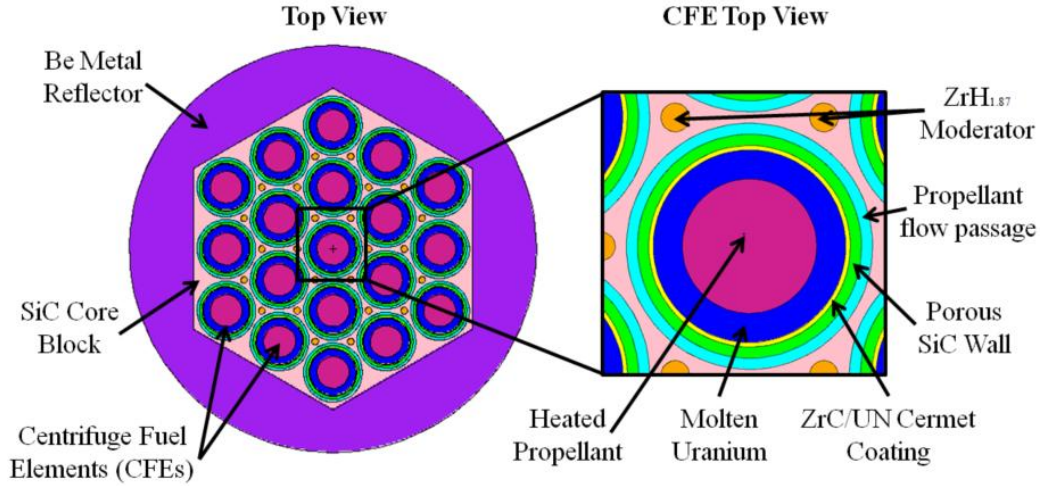 Top View
CFE Top View
Be Metal
Reflector
SiC Core
Block
Centrifuge Fuel
Elements (CFEs)
ZrH1.87
Moderator
Propellant
flow passage
Porous
SiC Wall
Heated
Propellant
Molten
Uranium
ZrC/UN Cermet
Coating